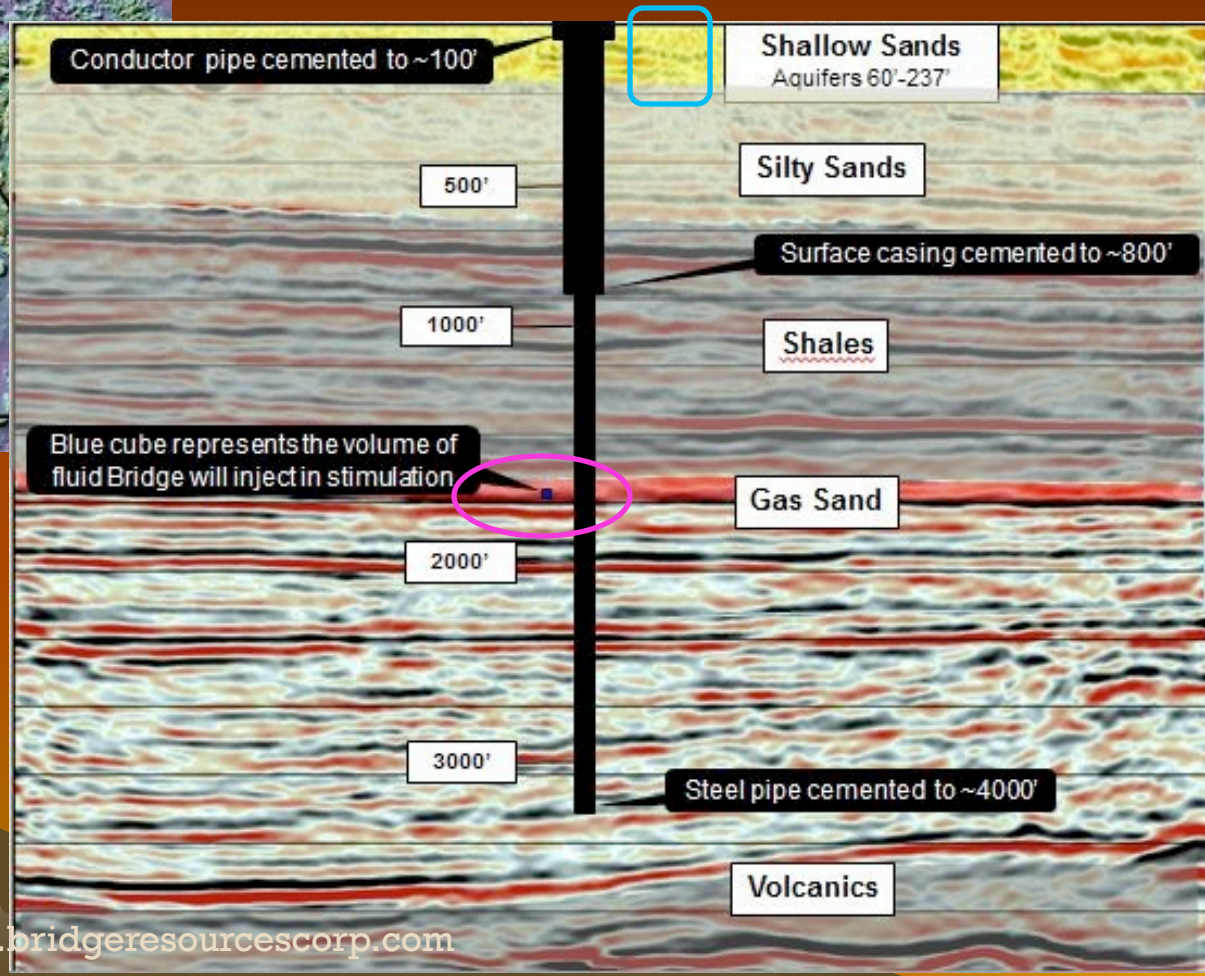 Conductor pipe cemented to ~100'
Shallow Sands
Aquifers 60'-237'
Silty Sands
500'
Surface casing cemented to ~800'
1000'
Shales
Blue cube represents the volume of
fluid Bridge will inject in stimulation
Gas Sand
2000'
3000'
Steel pipe cemented to ~4000'
Volcanics
.bridgeresourcescorp.com